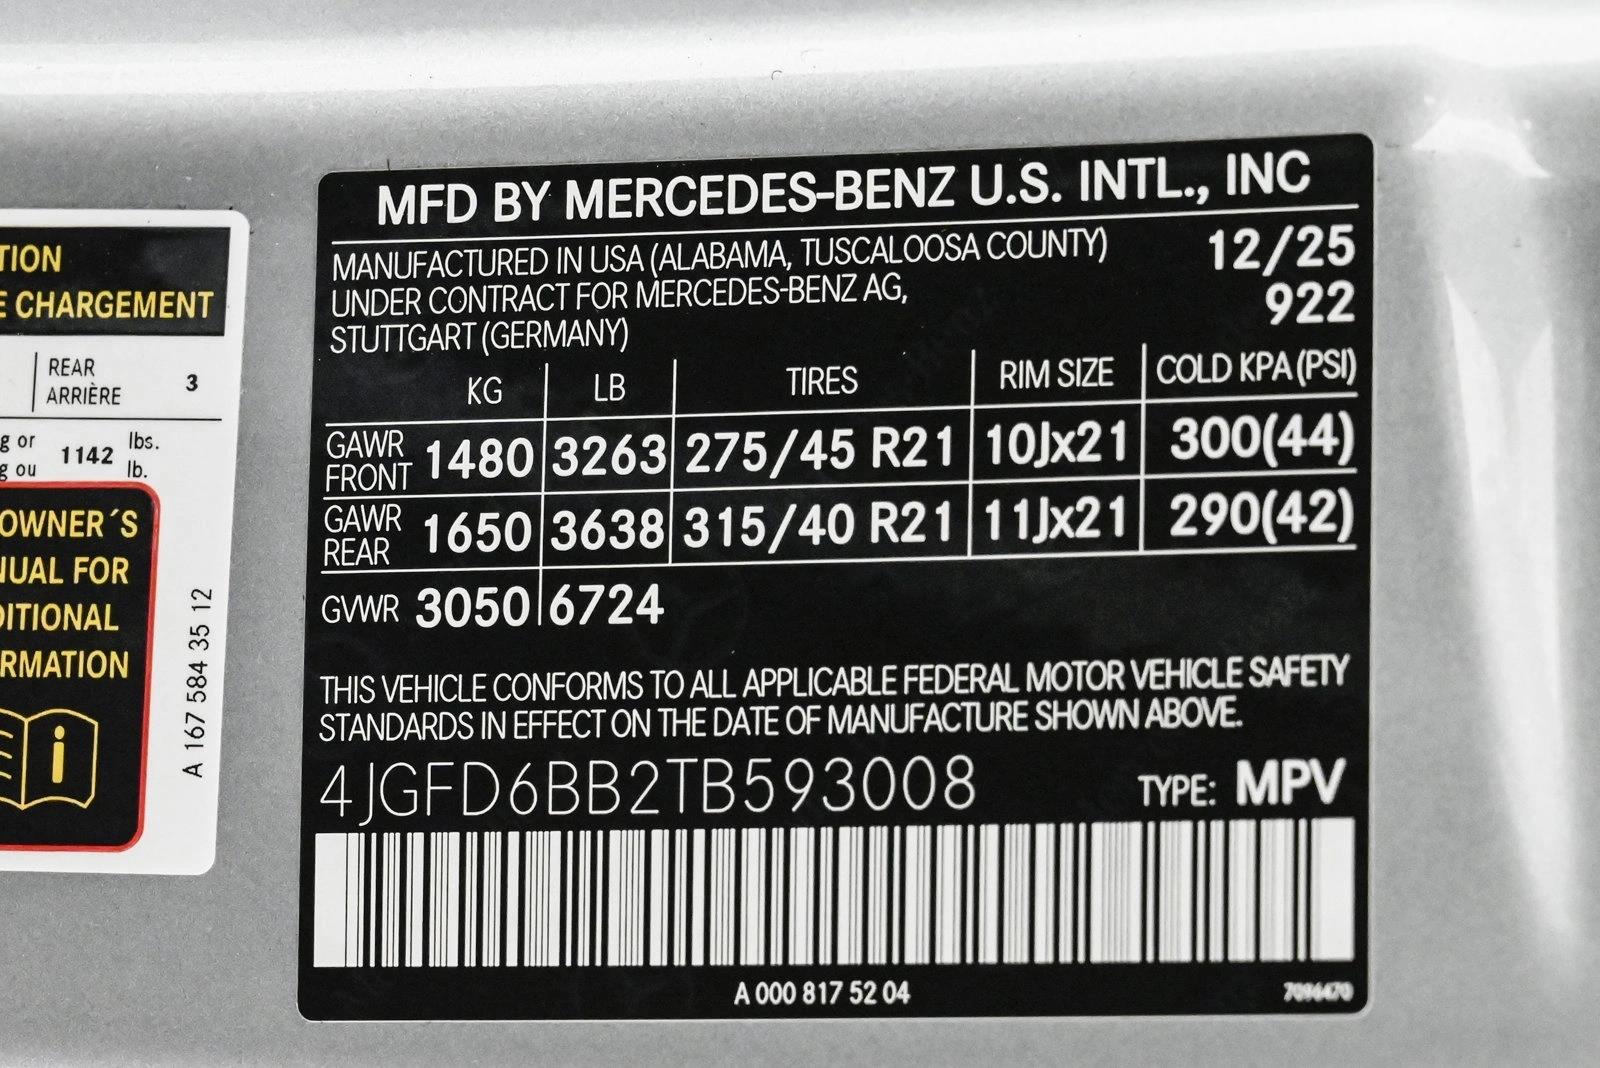 TION
E CHARGEMENT
REAR
ARRIÈRE 3
g or 1142 lbs.
g ou lb.
OWNER´S
NUAL FOR
DITIONAL
RMATION
A 167 584 35 12
MFD BY MERCEDES-BENZ U.S. INTL., INC
MANUFACTURED IN USA (ALABAMA, TUSCALOOSA COUNTY) 12/25
UNDER CONTRACT FOR MERCEDES-BENZ AG, 922
STUTTGART (GERMANY)
KG LB TIRES RIM SIZE COLD KPA (PSI)
GAWR FRONT 1480 3263 275/45 R21 10Jx21 300(44)
GAWR REAR 1650 3638 315/40 R21 11Jx21 290(42)
GVWR 3050 6724
THIS VEHICLE CONFORMS TO ALL APPLICABLE FEDERAL MOTOR VEHICLE SAFETY
STANDARDS IN EFFECT ON THE DATE OF MANUFACTURE SHOWN ABOVE.
4JGFD6BB2TB593008 TYPE: MPV
A 000 817 52 04